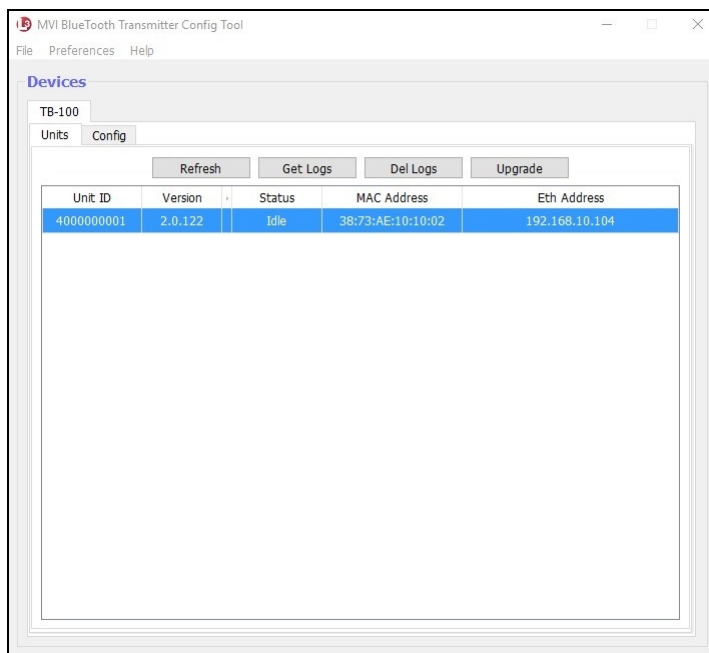 MVI BlueTooth Transmitter Config Tool
File Preferences Help
Devices
TB-100
Units Config
Refresh Get Logs Del Logs Upgrade
Unit ID Version Status MAC Address Eth Address
4000000001 2.0.122 Idle 38:73:AE:10:10:02 192.168.10.104